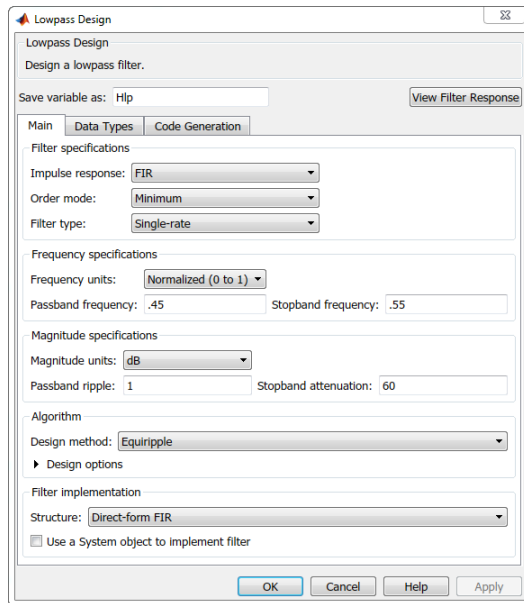 Lowpass Design
Lowpass Design
Design a lowpass filter.
Save variable as: Hlp View Filter Response
Main Data Types Code Generation
Filter specifications
Impulse response: FIR
Order mode: Minimum
Filter type: Single-rate
Frequency specifications
Frequency units: Normalized (0 to 1)
Passband frequency: .45 Stopband frequency: .55
Magnitude specifications
Magnitude units: dB
Passband ripple: 1 Stopband attenuation: 60
Algorithm
Design method: Equiripple
Design options
Filter implementation
Structure: Direct-form FIR
Use a System object to implement filter
OK Cancel Help Apply